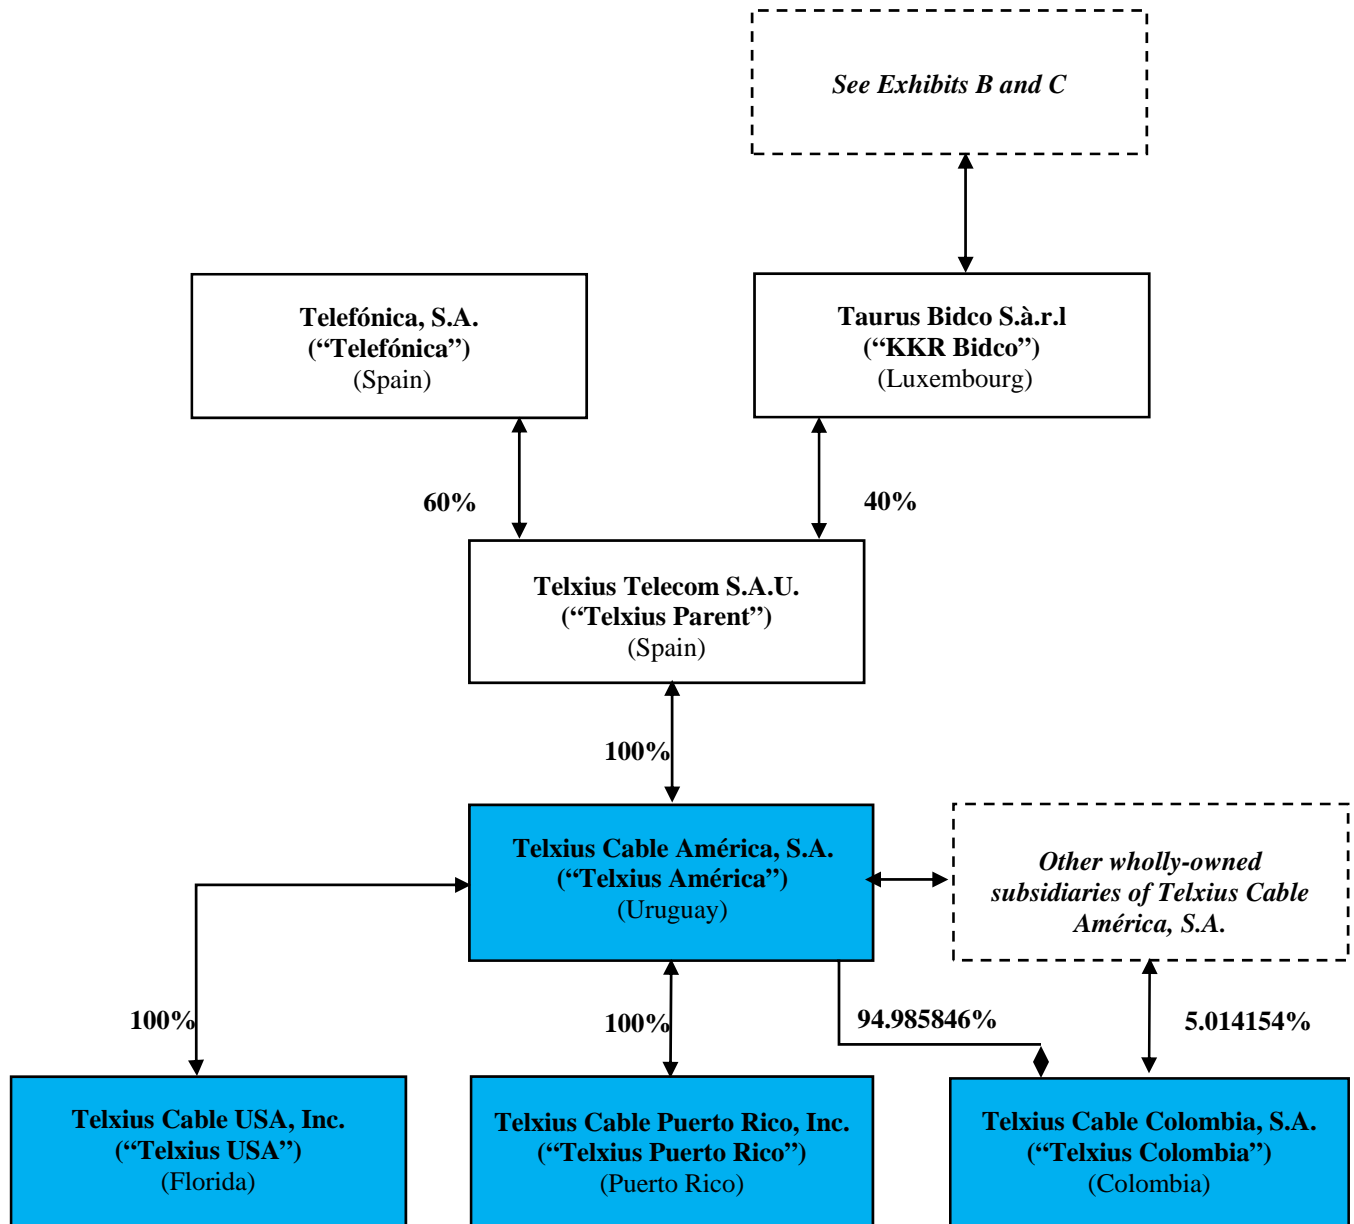 See Exhibits B and C
Telefónica, S.A.
(“Telefónica”)
(Spain)
Taurus Bidco S.à.r.l
(“KKR Bidco”)
(Luxembourg)
60%
40%
Telxius Telecom S.A.U.
(“Telxius Parent”)
(Spain)
100%
Telxius Cable América, S.A.
(“Telxius América”)
(Uruguay)
Other wholly-owned
subsidiaries of Telxius Cable
América, S.A.
100%
100%
94.985846%
5.014154%
Telxius Cable USA, Inc.
(“Telxius USA”)
(Florida)
Telxius Cable Puerto Rico, Inc.
(“Telxius Puerto Rico”)
(Puerto Rico)
Telxius Cable Colombia, S.A.
(“Telxius Colombia”)
(Colombia)